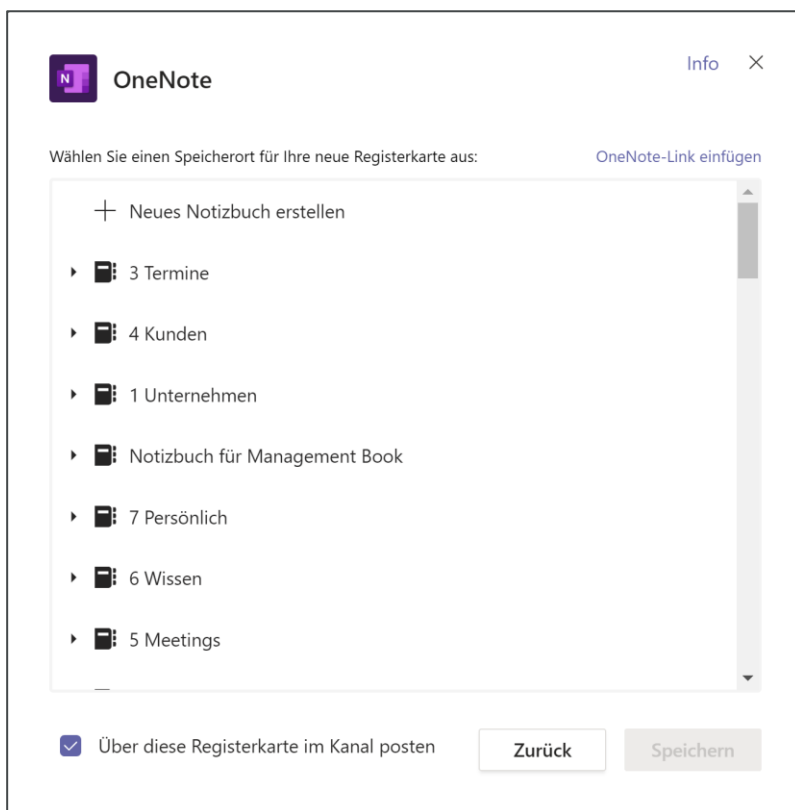 Info
N OneNote
Wählen Sie einen Speicherort für Ihre neue Registerkarte aus: OneNote-Link einfügen
Neues Notizbuch erstellen
3 Termine
4 Kunden
1 Unternehmen
Notizbuch für Management Book
7 Persönlich
6 Wissen
5 Meetings
Über diese Registerkarte im Kanal posten Zurück Speichern